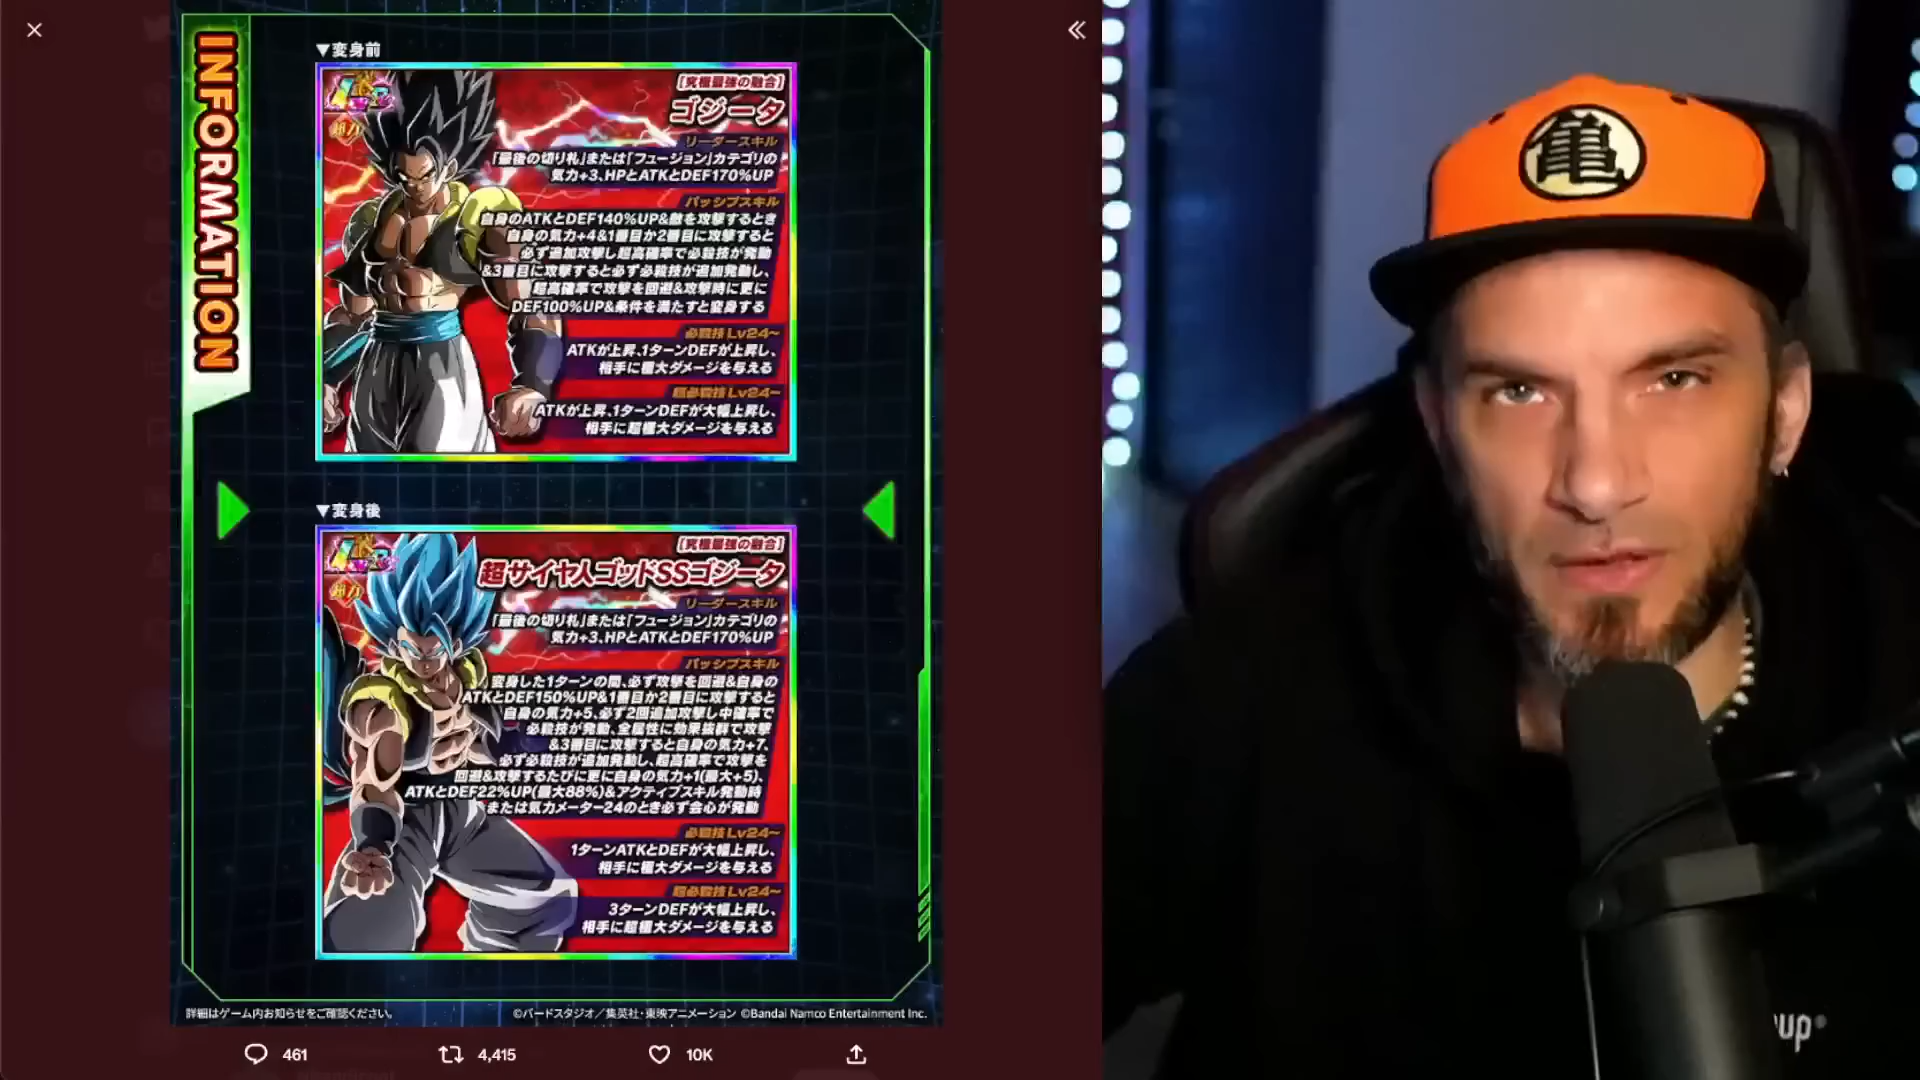 INFORMATION
▼変身前
LR
超力
[究極最強の融合]
ゴジータ
リーダースキル
「最後の切り札」または「フュージョン」カテゴリの
気力+3、HPとATKとDEF170%UP
パッシブスキル
自身のATKとDEF140%UP&敵を攻撃するとき
自身の気力+4&1番目か2番目に攻撃すると
必ず追加攻撃し超高確率で必殺技が発動
&3番目に攻撃すると必ず必殺技が追加発動し、
超高確率で攻撃を回避&攻撃時に更に
DEF100%UP&条件を満たすと変身する
必殺技Lv24~
ATKが上昇、1ターンDEFが上昇し、
相手に極大ダメージを与える
超必殺技Lv24~
ATKが上昇、1ターンDEFが大幅上昇し、
相手に超極大ダメージを与える
▼変身後
LR
超力
[究極最強の融合]
超サイヤ人ゴッドSSゴジータ
リーダースキル
「最後の切り札」または「フュージョン」カテゴリの
気力+3、HPとATKとDEF170%UP
パッシブスキル
変身した1ターンの間、必ず攻撃を回避&自身の
ATKとDEF150%UP&1番目か2番目に攻撃すると
自身の気力+5、必ず2回追加攻撃し中確率で
必殺技が発動、全属性に効果抜群で攻撃
&3番目に攻撃すると自身の気力+7、
必ず必殺技が追加発動し、超高確率で攻撃を
回避&攻撃するたびに更に自身の気力+1(最大+5)、
ATKとDEF22%UP(最大88%)&アクティブスキル発動時
または気力メーター24のとき必ず会心が発動
必殺技Lv24~
1ターンATKとDEFが大幅上昇し、
相手に極大ダメージを与える
超必殺技Lv24~
3ターンDEFが大幅上昇し、
相手に超極大ダメージを与える
詳細はゲーム内お知らせをご確認ください。
©バードスタジオ/集英社・東映アニメーション ©Bandai Namco Entertainment Inc.
461
4,415
10K
亀
up